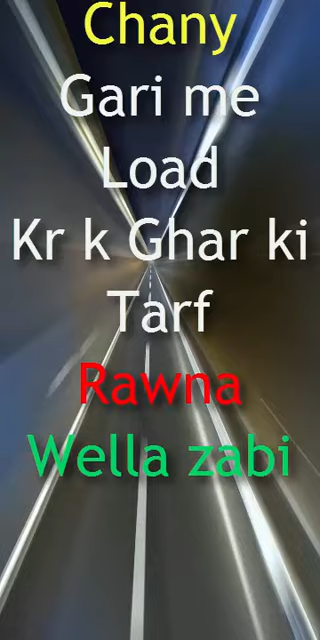 Chany
Gari me
Load
Kr k Ghar ki
Tarf
Rawna
Wella zabi